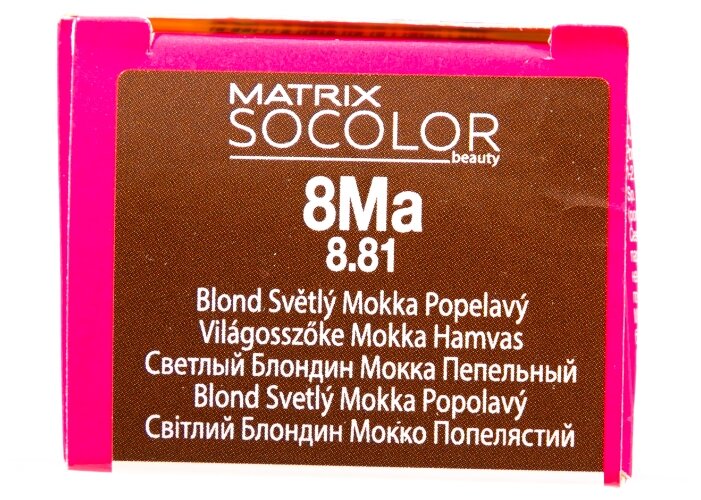 MATRIX
SOCOLOR
beauty
8Ma
8.81
Blond Světlý Mokka Popelavý
Világosszőke Mokka Hamvas
Светлый Блондин Мокка Пепельный
Blond Svetlý Mokka Popolavý
Світлий Блондин Мокко Попелястий